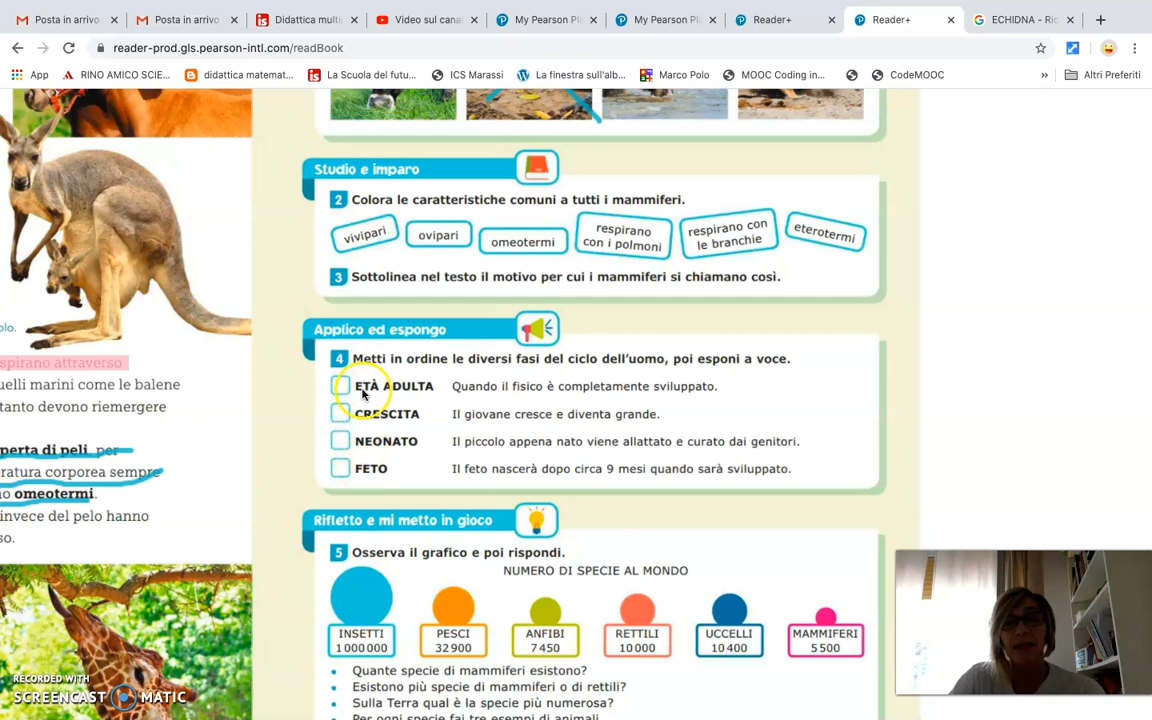 Posta in arrivo
Posta in arrivo
Didattica multi
Video sul cana
My Pearson Pl
My Pearson Pl
Reader+
Reader+
ECHIDNA - Ric
reader-prod.gls.pearson-intl.com/readBook
App
RINO AMICO SCIE...
didattica matemat...
La Scuola del futu...
ICS Marassi
La finestra sull'alb...
Marco Polo
MOOC Coding in...
CodeMOOC
»
Altri Preferiti
Studio e imparo
2 Colora le caratteristiche comuni a tutti i mammiferi.
vivipari
ovipari
omeotermi
respirano
con i polmoni
respirano con
le branchie
eterotermi
3 Sottolinea nel testo il motivo per cui i mammiferi si chiamano così.
olo.
spirano attraverso
uelli marini come le balene
tanto devono riemergere
perta di peli, per
ratura corporea sempre
no omeotermi.
invece del pelo hanno
so.
Applico ed espongo
4 Metti in ordine le diversi fasi del ciclo dell'uomo, poi esponi a voce.
ETÀ ADULTA Quando il fisico è completamente sviluppato.
CRESCITA Il giovane cresce e diventa grande.
NEONATO Il piccolo appena nato viene allattato e curato dai genitori.
FETO Il feto nascerà dopo circa 9 mesi quando sarà sviluppato.
Rifletto e mi metto in gioco
5 Osserva il grafico e poi rispondi.
NUMERO DI SPECIE AL MONDO
INSETTI
1 000 000
PESCI
32 900
ANFIBI
7 450
RETTILI
10 000
UCCELLI
10 400
MAMMIFERI
5 500
• Quante specie di mammiferi esistono?
• Esistono più specie di mammiferi o di rettili?
• Sulla Terra qual è la specie più numerosa?
• Per ogni specie fai tre esempi di animali.
RECORDED WITH
SCREENCAST MATIC